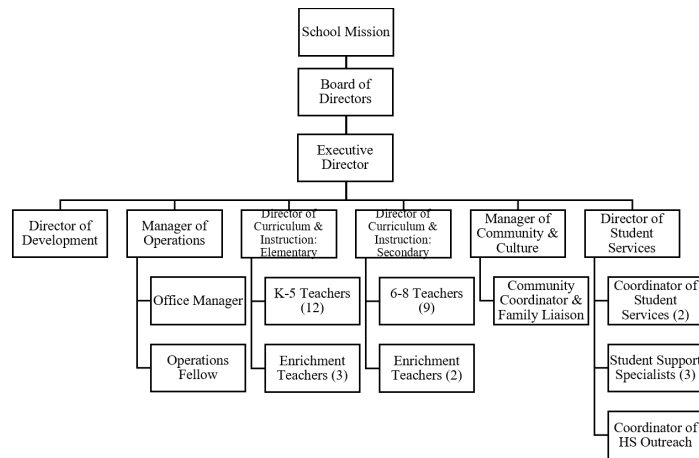 School Mission
Board of
Directors
Executive
Director
Director of
Development
Manager of
Operations
Director of
Curriculum &
Instruction:
Elementary
Director of
Curriculum &
Instruction:
Secondary
Manager of
Community &
Culture
Director of
Student
Services
Office Manager
K-5 Teachers
(12)
6-8 Teachers
(9)
Community
Coordinator &
Family Liaison
Coordinator of
Student
Services (2)
Operations
Fellow
Enrichment
Teachers (3)
Enrichment
Teachers (2)
Student Support
Specialists (3)
Coordinator of
HS Outreach